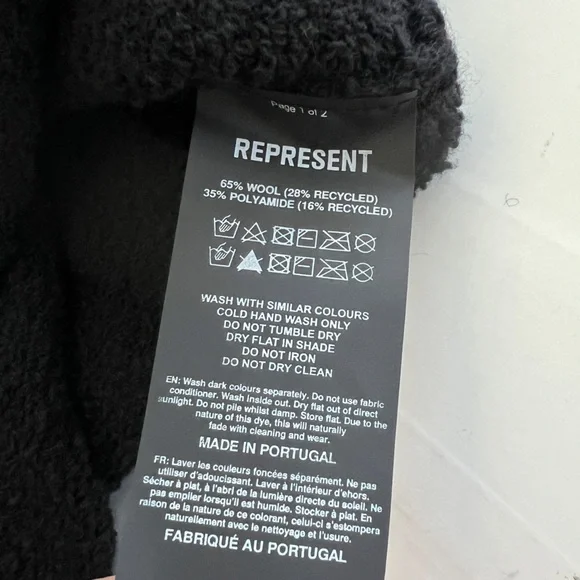 Page 1 of 2
REPRESENT
65% WOOL (28% RECYCLED)
35% POLYAMIDE (16% RECYCLED)
WASH WITH SIMILAR COLOURS
COLD HAND WASH ONLY
DO NOT TUMBLE DRY
DRY FLAT IN SHADE
DO NOT IRON
DO NOT DRY CLEAN
EN: Wash dark colours separately. Do not use fabric
conditioner. Wash inside out. Dry flat out of direct
sunlight. Do not pile whilst damp. Store flat. Due to the
nature of this dye, this will naturally
fade with cleaning and wear.
MADE IN PORTUGAL
FR: Laver les couleurs foncées séparément. Ne pas
utiliser d'adoucissant. Laver à l'intérieur d'ehors.
Sécher à plat, à l'abri de la lumière directe du soleil. Ne
pas empiler lorsqu'il est humide. Stocker à plat. En
raison de la nature de ce colorant, celui-ci s'estompera
naturellement avec le nettoyage et l'usure.
FABRIQUÉ AU PORTUGAL